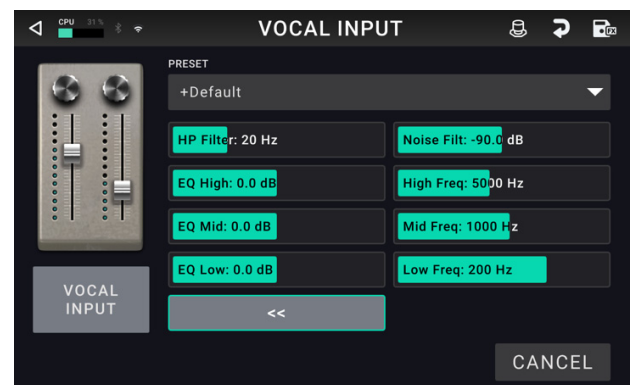 CPU 31%
VOCAL INPUT
FX
PRESET
+Default
HP Filter: 20 Hz
Noise Filt: -90.0 dB
EQ High: 0.0 dB
High Freq: 5000 Hz
EQ Mid: 0.0 dB
Mid Freq: 1000 Hz
EQ Low: 0.0 dB
Low Freq: 200 Hz
VOCAL
INPUT
<<
CANCEL